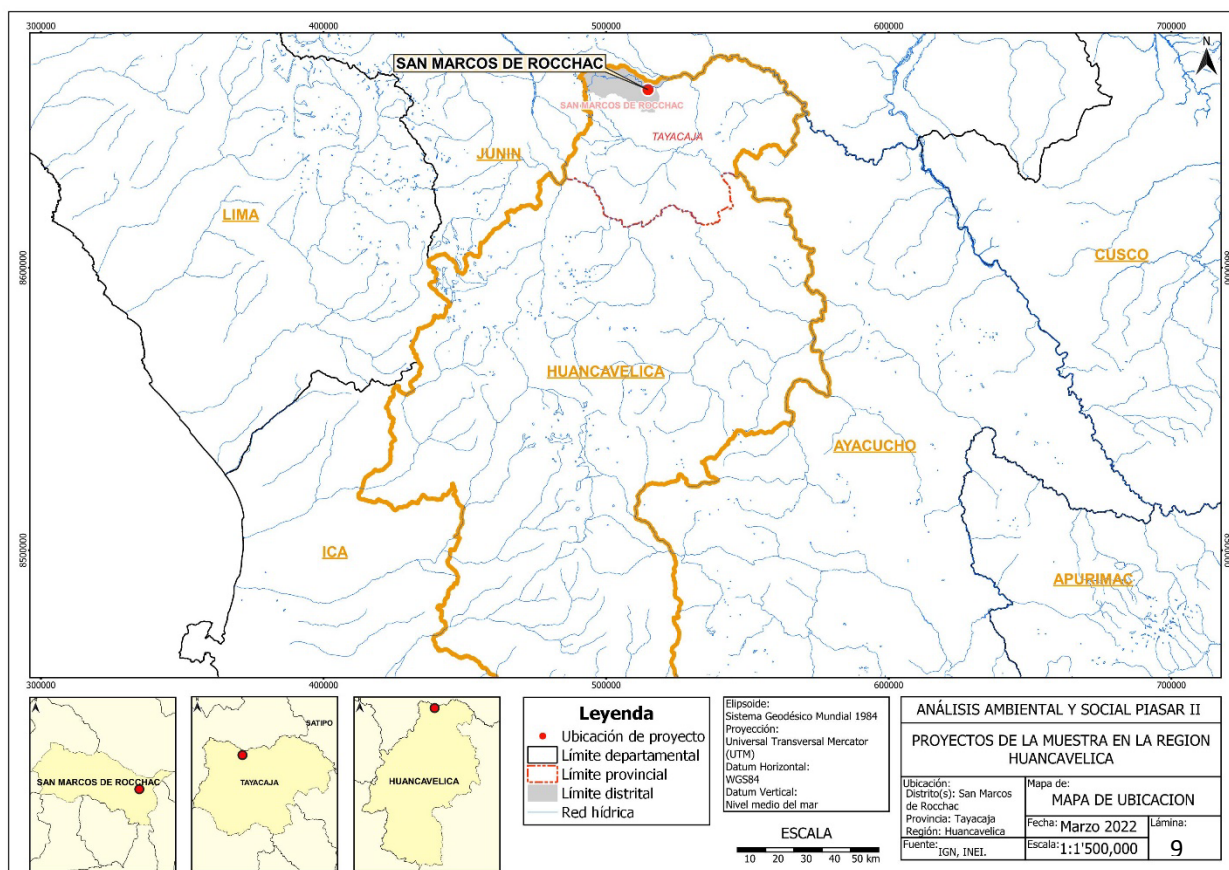 300000 400000 500000 600000 700000
N
SAN MARCOS DE ROCCHAC
SAN MARCOS DE ROCCHAC
TAYACAJA
JUNIN
LIMA
CUSCO
8600000 8600000
HUANCAVELICA
AYACUCHO
ICA
8500000 8500000
APURIMAC
300000 400000 500000 600000 700000
SAN MARCOS DE ROCCHAC
SATIPO
TAYACAJA
HUANCAVELICA
Leyenda
Ubicación de proyecto
Límite departamental
Límite provincial
Límite distrital
Red hídrica
Elipsoide:
Sistema Geodésico Mundial 1984
Proyección:
Universal Transversal Mercator
(UTM)
Datum Horizontal:
WGS84
Datum Vertical:
Nivel medio del mar
ESCALA
10 20 30 40 50 km
ANÁLISIS AMBIENTAL Y SOCIAL PIASAR II
PROYECTOS DE LA MUESTRA EN LA REGION
HUANCAVELICA
Ubicación:
Distrito(s): San Marcos
de Rocchac
Provincia: Tayacaja
Región: Huancavelica
Fuente: IGN, INEI.
Mapa de:
MAPA DE UBICACION
Fecha: Marzo 2022
Escala: 1:1'500,000
Lámina:
9